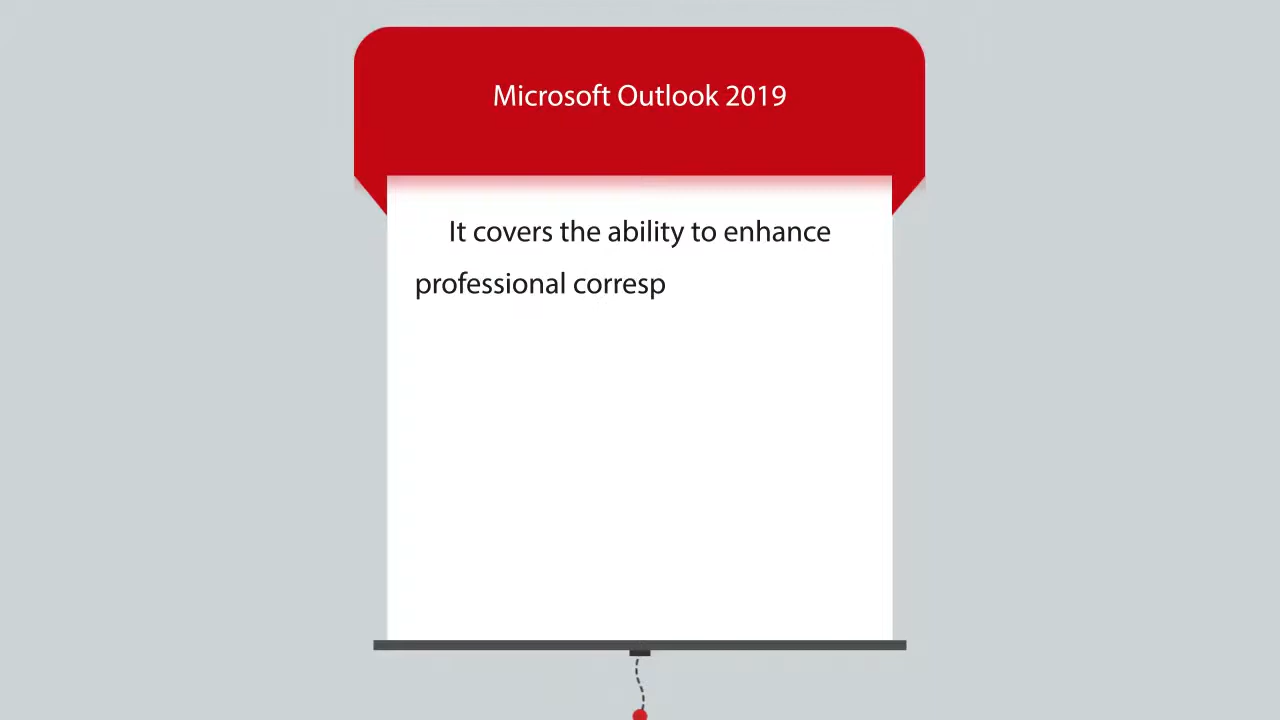 Microsoft Outlook 2019
It covers the ability to enhance
professional corresp